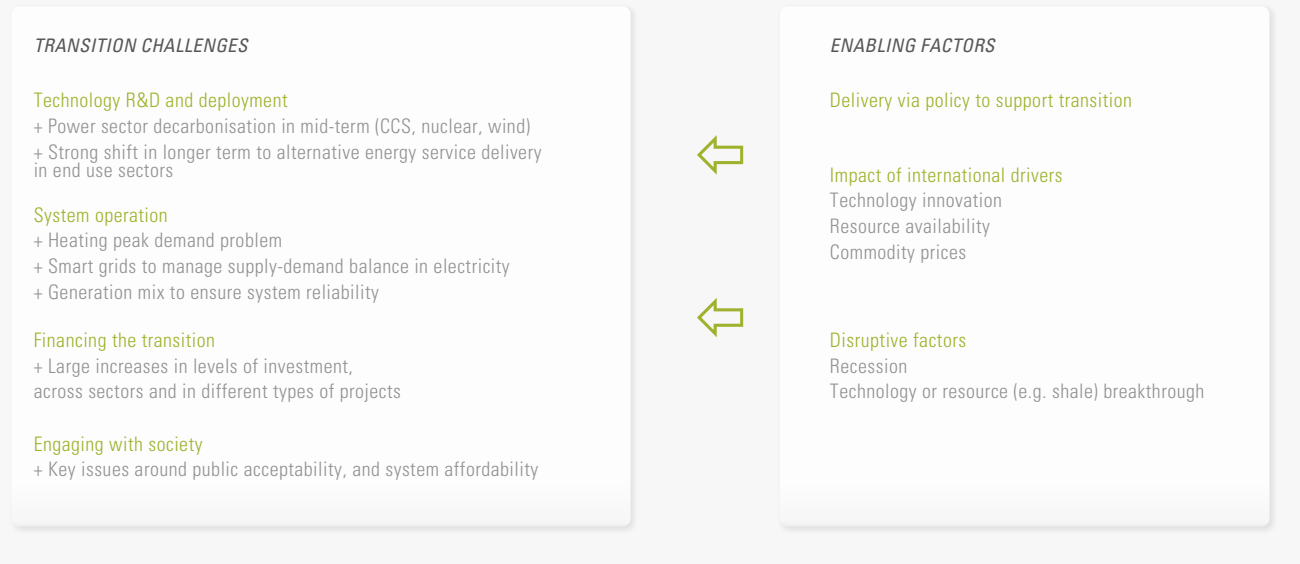 TRANSITION CHALLENGES
Technology R&D and deployment
+ Power sector decarbonisation in mid-term (CCS, nuclear, wind)
+ Strong shift in longer term to alternative energy service delivery
in end use sectors
System operation
+ Heating peak demand problem
+ Smart grids to manage supply-demand balance in electricity
+ Generation mix to ensure system reliability
Financing the transition
+ Large increases in levels of investment,
across sectors and in different types of projects
Engaging with society
+ Key issues around public acceptability, and system affordability
ENABLING FACTORS
Delivery via policy to support transition
Impact of international drivers
Technology innovation
Resource availability
Commodity prices
Disruptive factors
Recession
Technology or resource (e.g. shale) breakthrough